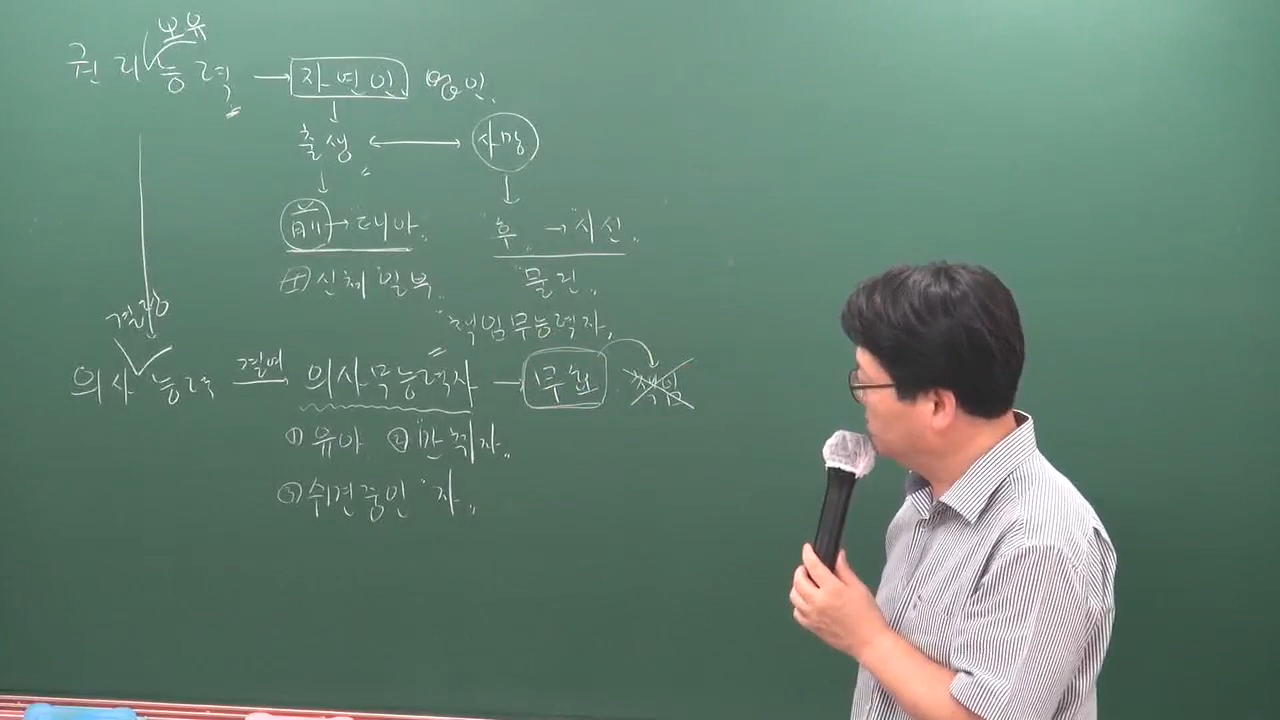 보유
권리능력 → 자연인, 법인,
↓
출생 ↔ 사망
↓ ↓
前 → "태아" "후" → "시신"
母 신체 "일부" "물건"
"책임무능력자"
결정
의사능력 결여 → 의사무능력자 — 무효 책임
① 유아 ② "만취자"
③ 수면중인 "자"